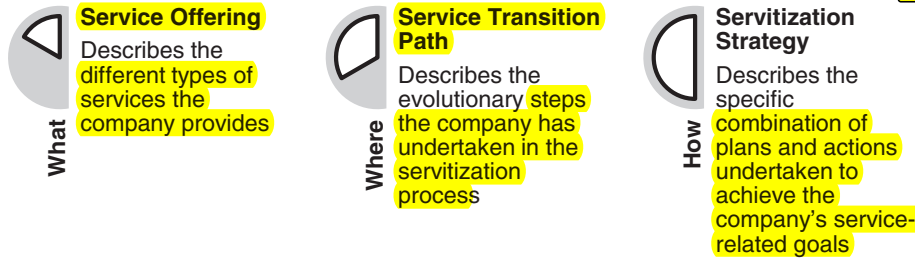 Service Offering
Describes the
different types of
services the
company provides
What
Service Transition
Path
Describes the
evolutionary steps
the company has
undertaken in the
servitization
process
Where
Servitization
Strategy
Describes the
specific
combination of
plans and actions
undertaken to
achieve the
company's service-
related goals
How